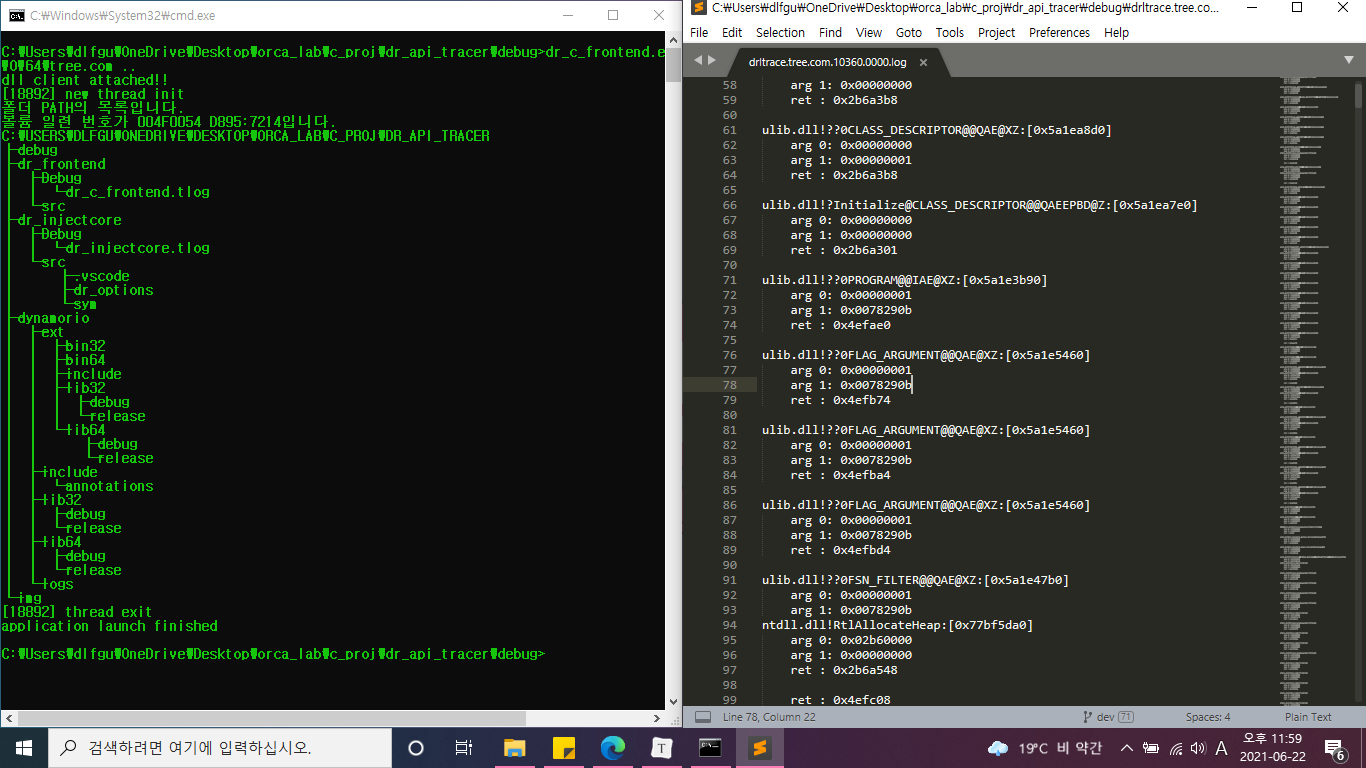 C:\Windows\System32\cmd.exe
C:₩Users₩dlfgu₩OneDrive₩Desktop₩orca_lab₩c_proj₩dr_api_tracer₩debug>dr_c_frontend.e
₩64₩tree.com ..
dll client attached!!
[18892] new thread init
폴더 PATH의 목록입니다.
볼륨 일련 번호가 004F0054 D895:7214입니다.
C:₩USERS₩DLFGU₩ONEDRIVE₩DESKTOP₩ORCA_LAB₩C_PROJ₩DR_API_TRACER
├─debug
├─dr_frontend
│  ├─Debug
│  │  └─dr_c_frontend.tlog
│  └─src
├─dr_injectcore
│  ├─Debug
│  │  └─dr_injectcore.tlog
│  └─src
│      ├─.vscode
│      ├─dr_options
│      └─sym
├─dynamorio
│  ├─ext
│  │  ├─bin32
│  │  ├─bin64
│  │  ├─include
│  │  ├─lib32
│  │  │  ├─debug
│  │  │  └─release
│  │  └─lib64
│  │      ├─debug
│  │      └─release
│  ├─include
│  │  └─annotations
│  ├─lib32
│  │  ├─debug
│  │  └─release
│  ├─lib64
│  │  ├─debug
│  │  └─release
│  └─logs
└─img
[18892] thread exit
application launch finished
C:₩Users₩dlfgu₩OneDrive₩Desktop₩orca_lab₩c_proj₩dr_api_tracer₩debug>
C:₩Users₩dlfgu₩OneDrive₩Desktop₩orca_lab₩c_proj₩dr_api_tracer₩debug₩drltrace.tree.co...
File Edit Selection Find View Goto Tools Project Preferences Help
drltrace.tree.com.10360.0000.log
58 arg 1: 0x00000000
59 ret : 0x2b6a3b8
60
61 ulib.dll!??0CLASS_DESCRIPTOR@@QAE@XZ:[0x5a1ea8d0]
62 arg 0: 0x00000000
63 arg 1: 0x00000001
64 ret : 0x2b6a3b8
65
66 ulib.dll!?Initialize@CLASS_DESCRIPTOR@@QAEEPBD@Z:[0x5a1ea7e0]
67 arg 0: 0x00000000
68 arg 1: 0x00000000
69 ret : 0x2b6a301
70
71 ulib.dll!??0PROGRAM@@IAE@XZ:[0x5a1e3b90]
72 arg 0: 0x00000001
73 arg 1: 0x0078290b
74 ret : 0x4efae0
75
76 ulib.dll!??0FLAG_ARGUMENT@@QAE@XZ:[0x5a1e5460]
77 arg 0: 0x00000001
78 arg 1: 0x0078290b
79 ret : 0x4efb74
80
81 ulib.dll!??0FLAG_ARGUMENT@@QAE@XZ:[0x5a1e5460]
82 arg 0: 0x00000001
83 arg 1: 0x0078290b
84 ret : 0x4efba4
85
86 ulib.dll!??0FLAG_ARGUMENT@@QAE@XZ:[0x5a1e5460]
87 arg 0: 0x00000001
88 arg 1: 0x0078290b
89 ret : 0x4efbd4
90
91 ulib.dll!??0FSN_FILTER@@QAE@XZ:[0x5a1e47b0]
92 arg 0: 0x00000001
93 arg 1: 0x0078290b
94 ntdll.dll!RtlAllocateHeap:[0x77bf5da0]
95 arg 0: 0x02b60000
96 arg 1: 0x00000000
97 ret : 0x2b6a548
98
99 ret : 0x4efc08
Line 78, Column 22 dev 71 Spaces: 4 Plain Text
검색하려면 여기에 입력하십시오. T 19°C 비 약간 A 오후 11:59
2021-06-22 6